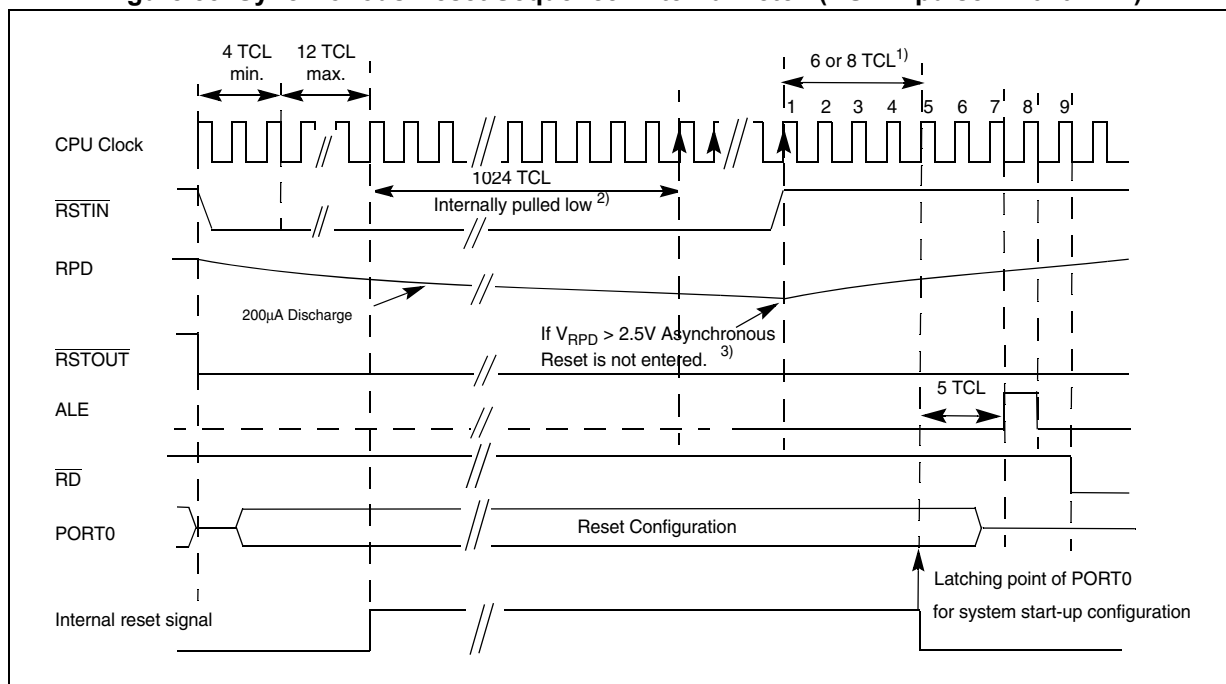 4 TCL
min.
12 TCL
max.
6 or 8 TCL1)
1 2 3 4 5 6 7 8 9
CPU Clock
1024 TCL
Internally pulled low 2)
RSTIN
RPD
200µA Discharge
If VRPD > 2.5V Asynchronous
Reset is not entered. 3)
RSTOUT
5 TCL
ALE
RD
PORT0
Reset Configuration
Latching point of PORT0
for system start-up configuration
Internal reset signal